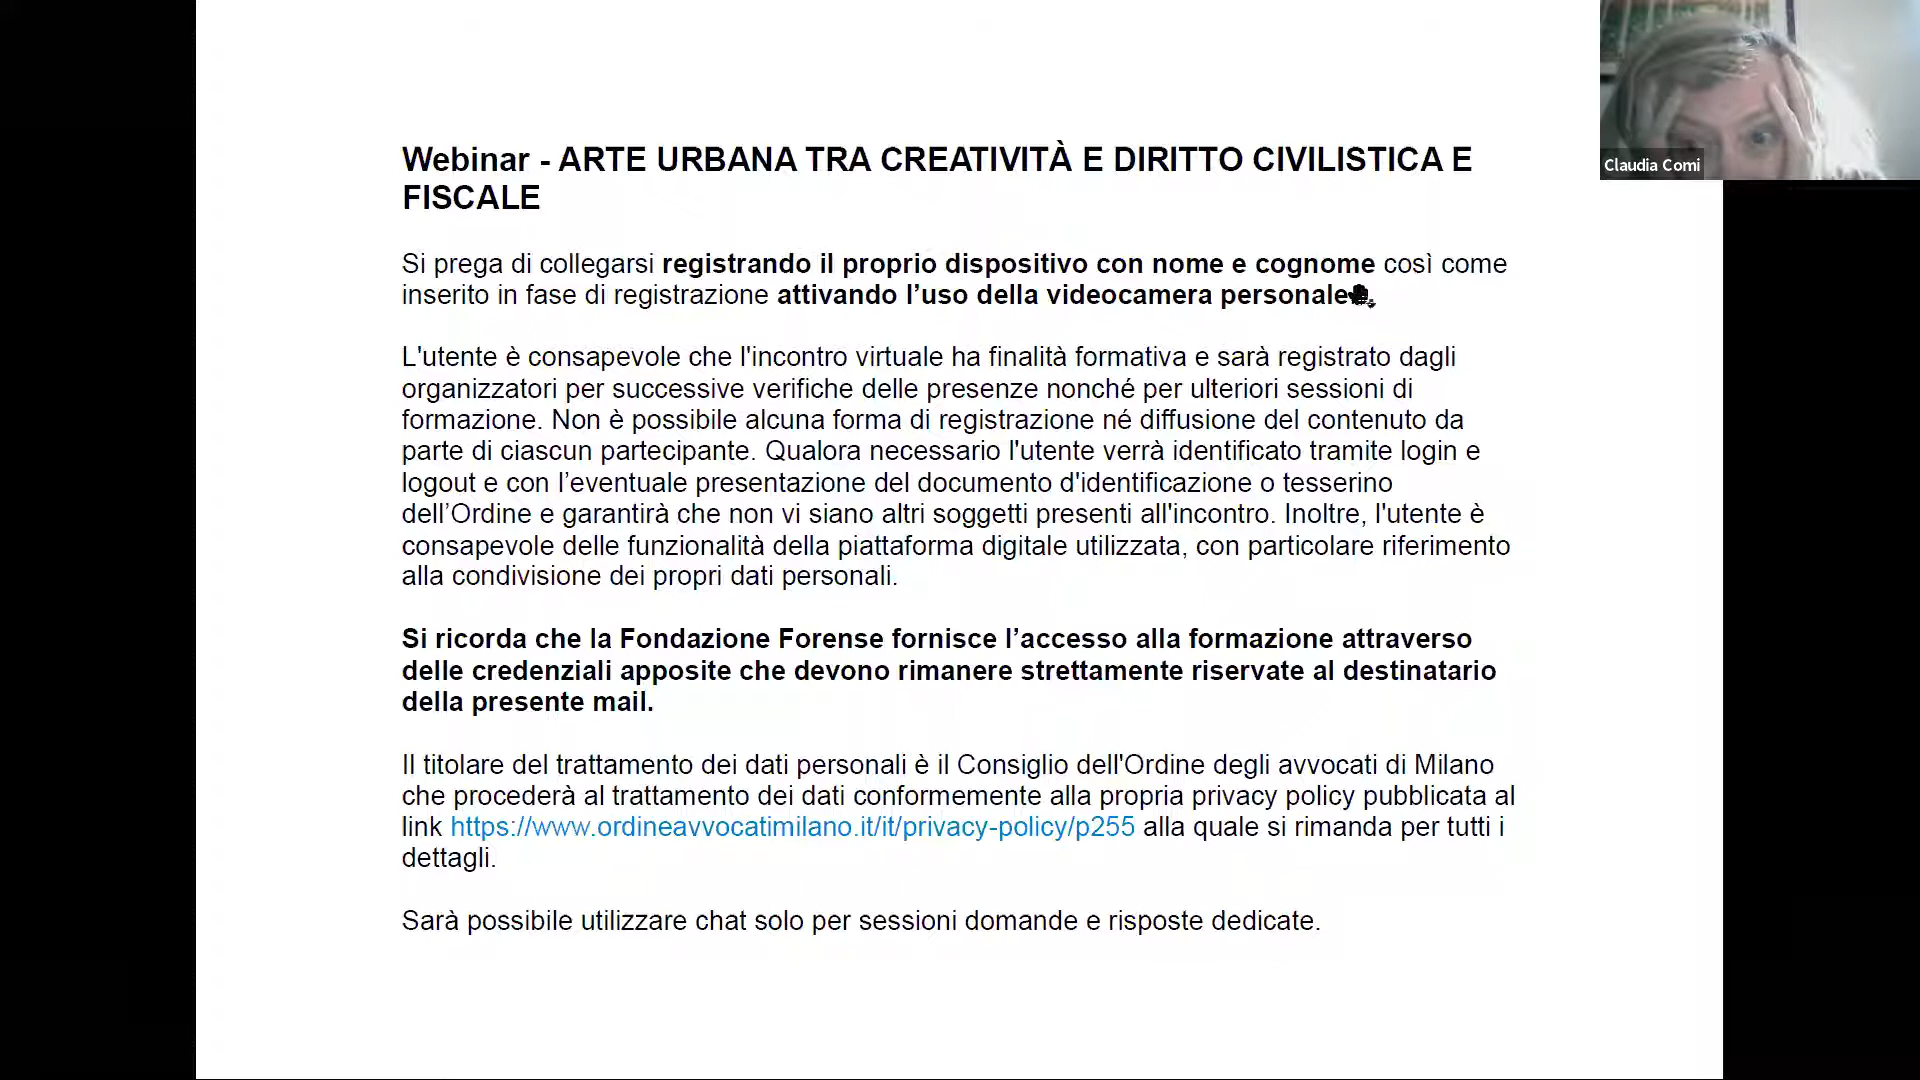 Webinar - ARTE URBANA TRA CREATIVITÀ E DIRITTO CIVILISTICA E
FISCALE
Si prega di collegarsi registrando il proprio dispositivo con nome e cognome così come
inserito in fase di registrazione attivando l’uso della videocamera personale.
L'utente è consapevole che l'incontro virtuale ha finalità formativa e sarà registrato dagli
organizzatori per successive verifiche delle presenze nonché per ulteriori sessioni di
formazione. Non è possibile alcuna forma di registrazione né diffusione del contenuto da
parte di ciascun partecipante. Qualora necessario l'utente verrà identificato tramite login e
logout e con l’eventuale presentazione del documento d'identificazione o tesserino
dell’Ordine e garantirà che non vi siano altri soggetti presenti all'incontro. Inoltre, l'utente è
consapevole delle funzionalità della piattaforma digitale utilizzata, con particolare riferimento
alla condivisione dei propri dati personali.
Si ricorda che la Fondazione Forense fornisce l’accesso alla formazione attraverso
delle credenziali apposite che devono rimanere strettamente riservate al destinatario
della presente mail.
Il titolare del trattamento dei dati personali è il Consiglio dell'Ordine degli avvocati di Milano
che procederà al trattamento dei dati conformemente alla propria privacy policy pubblicata al
link https://www.ordineavvocatimilano.it/it/privacy-policy/p255 alla quale si rimanda per tutti i
dettagli.
Sarà possibile utilizzare chat solo per sessioni domande e risposte dedicate.
Claudia Comi